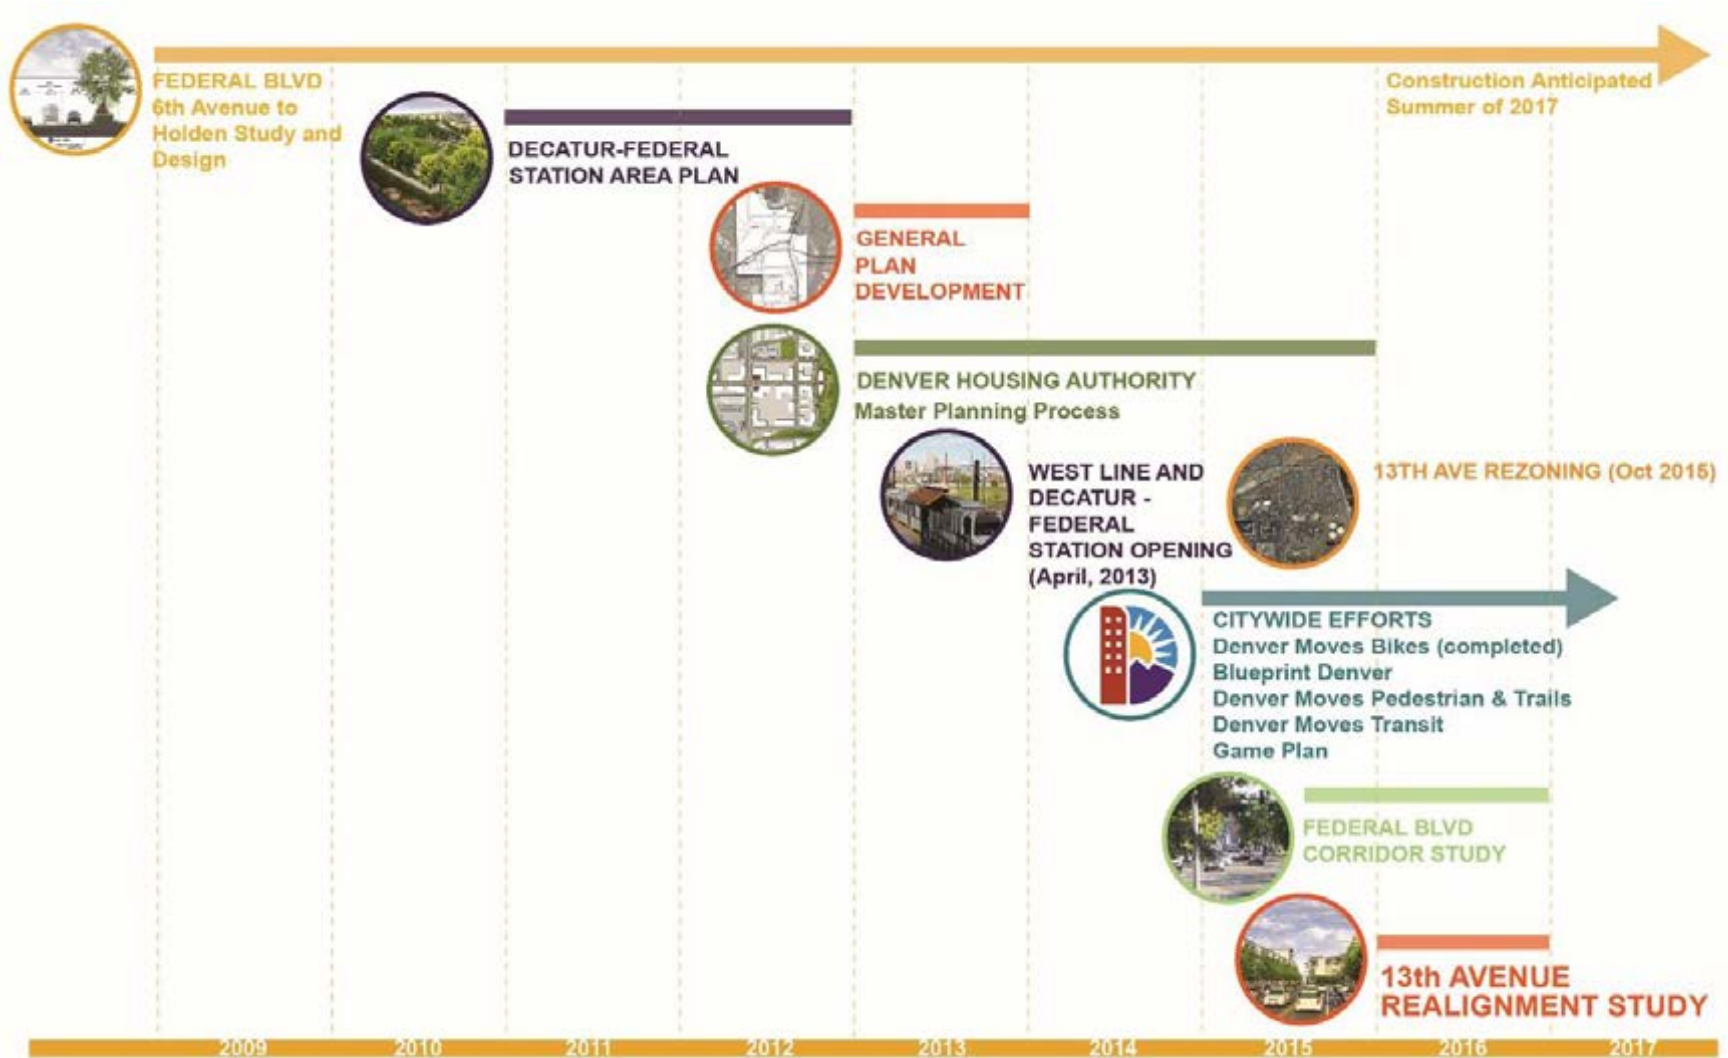 FEDERAL BLVD
6th Avenue to
Holden Study and
Design
Construction Anticipated
Summer of 2017
DECATUR-FEDERAL
STATION AREA PLAN
GENERAL
PLAN
DEVELOPMENT
DENVER HOUSING AUTHORITY
Master Planning Process
WEST LINE AND
DECATUR -
FEDERAL
STATION OPENING
(April, 2013)
13TH AVE REZONING (Oct 2015)
CITYWIDE EFFORTS
Denver Moves Bikes (completed)
Blueprint Denver
Denver Moves Pedestrian & Trails
Denver Moves Transit
Game Plan
FEDERAL BLVD
CORRIDOR STUDY
13th AVENUE
REALIGNMENT STUDY
2009 2010 2011 2012 2013 2014 2015 2016 2017